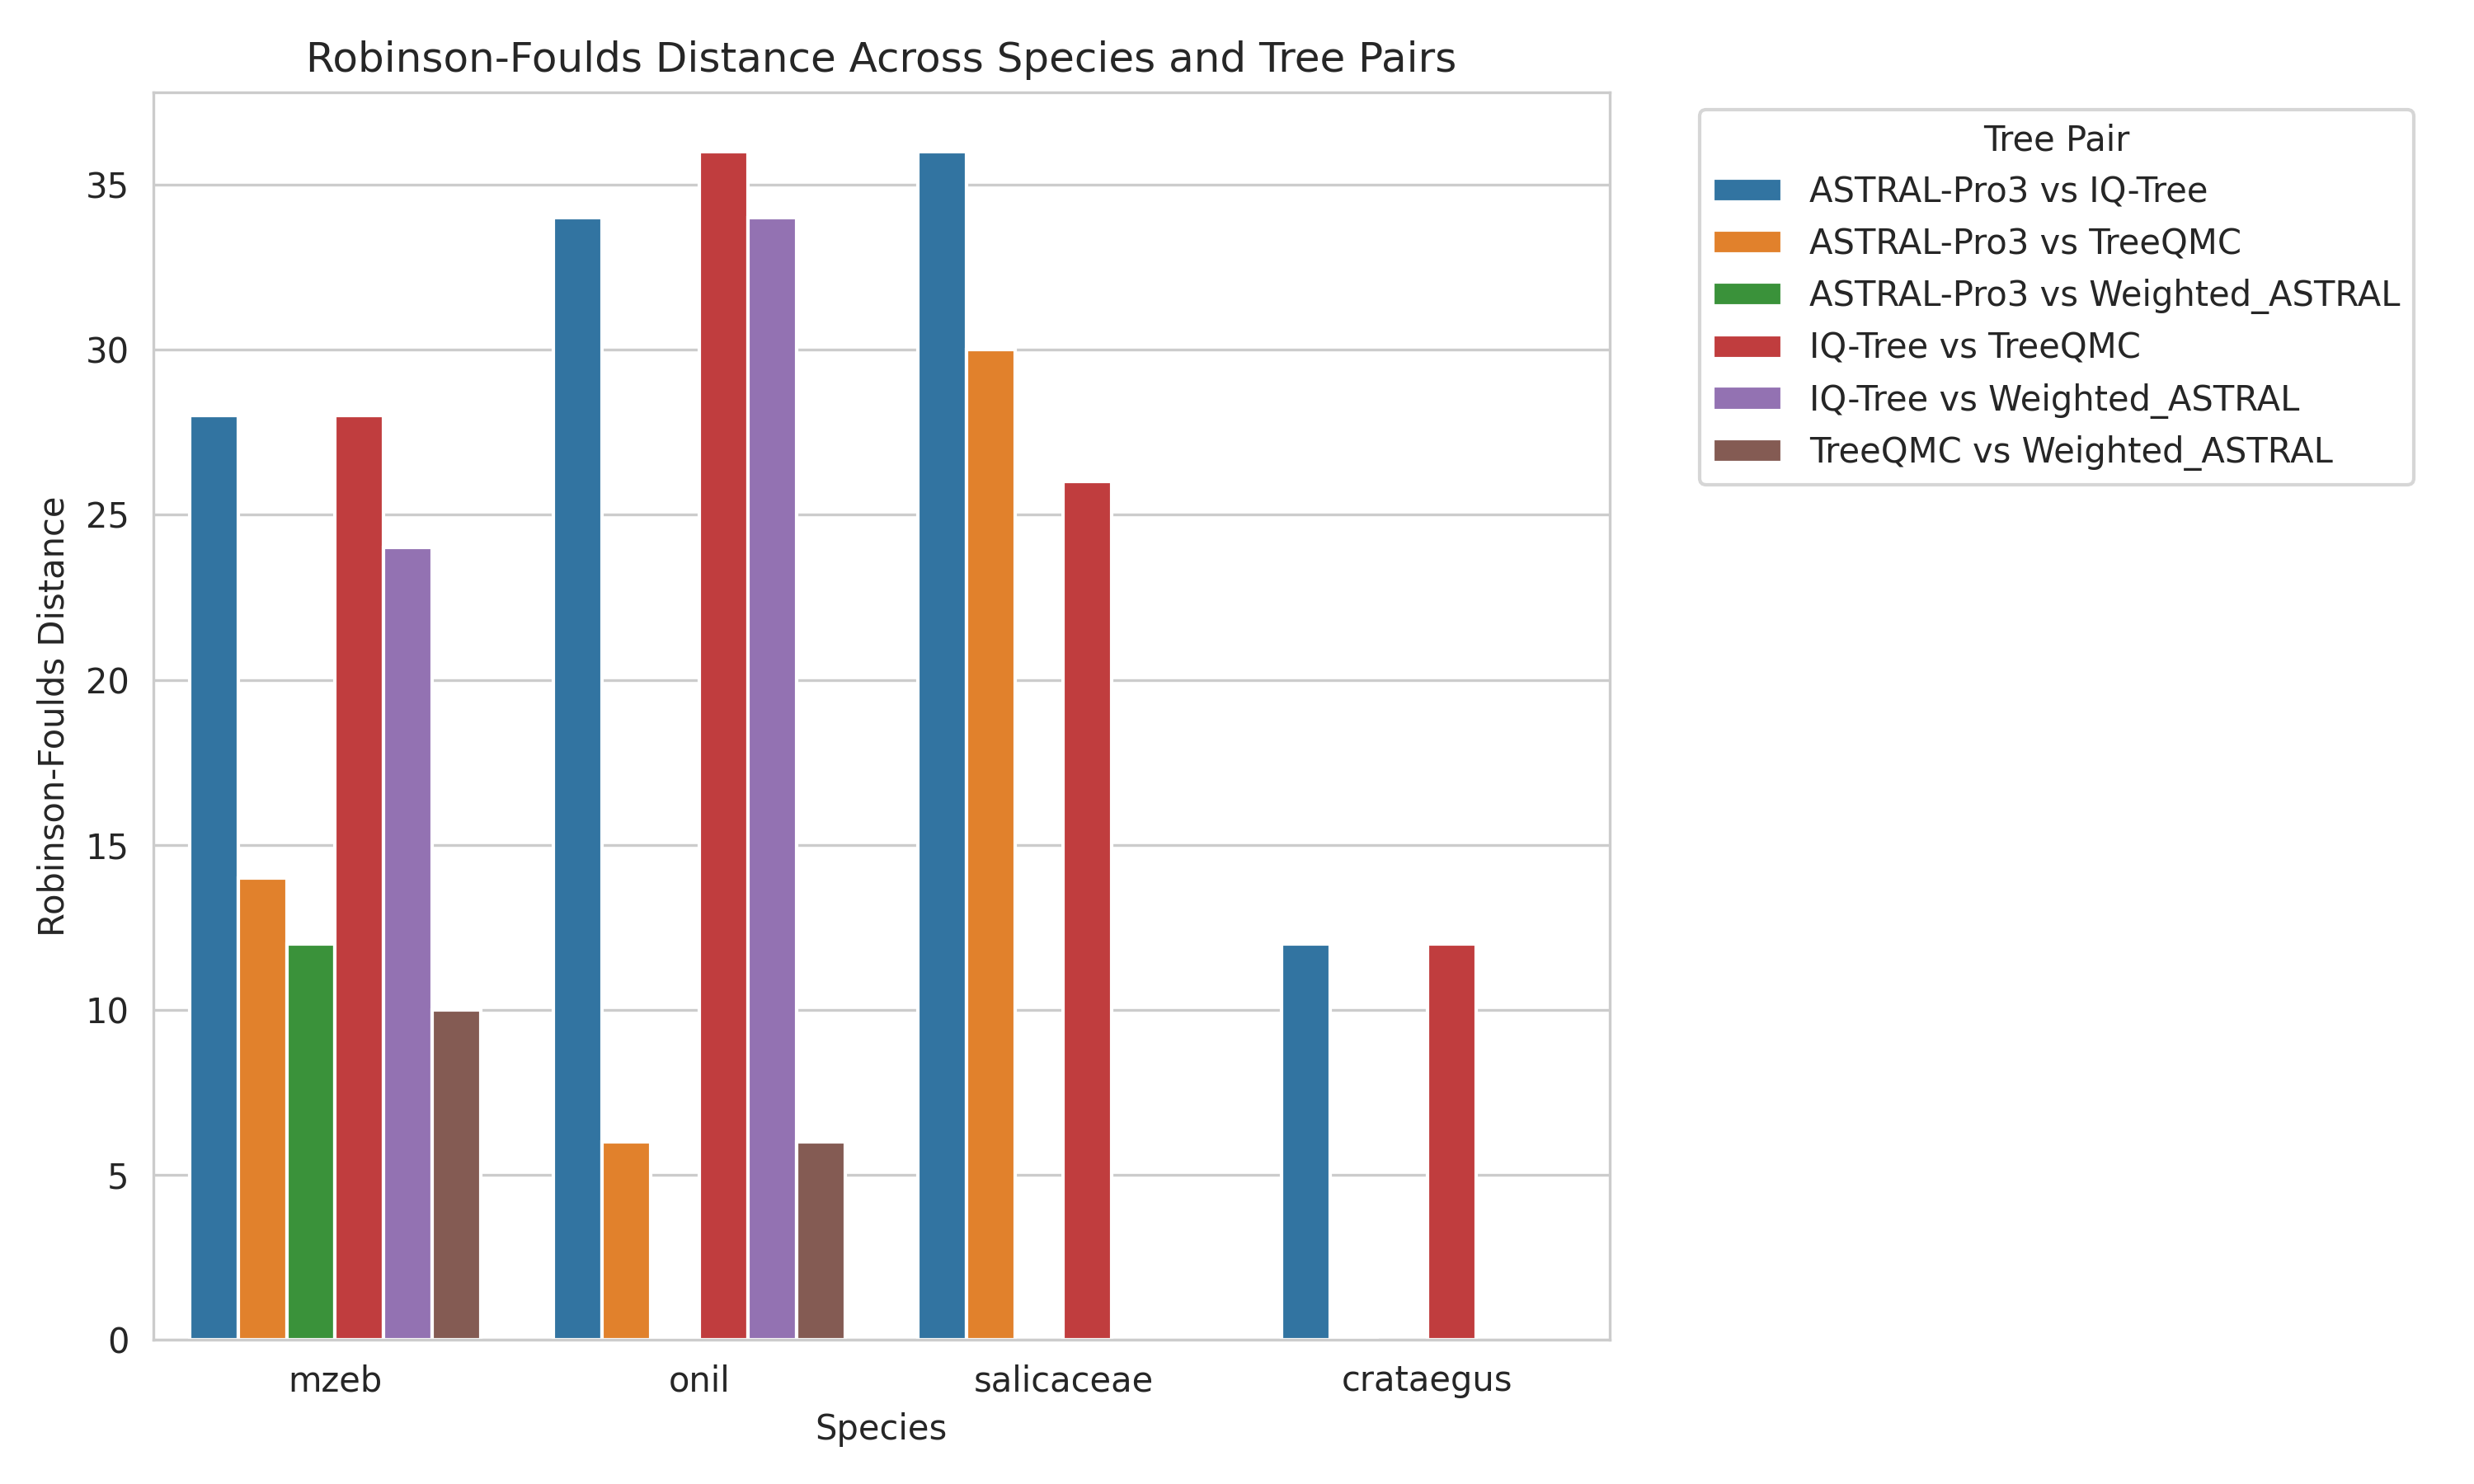 Robinson-Foulds Distance Across Species and Tree Pairs
Robinson-Foulds Distance
35
30
25
20
15
10
5
0
mzeb
onil
salicaceae
crataegus
Species
Tree Pair
ASTRAL-Pro3 vs IQ-Tree
ASTRAL-Pro3 vs TreeQMC
ASTRAL-Pro3 vs Weighted_ASTRAL
IQ-Tree vs TreeQMC
IQ-Tree vs Weighted_ASTRAL
TreeQMC vs Weighted_ASTRAL